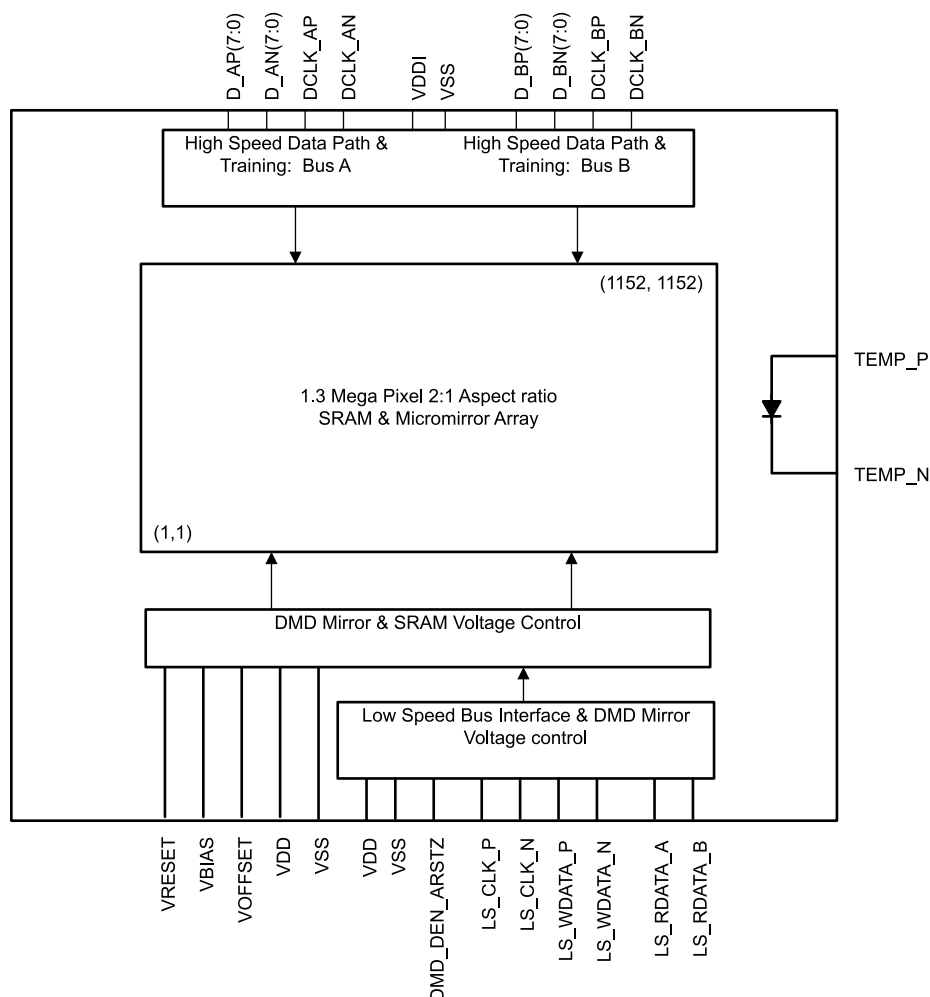 D_AP(7:0)
D_AN(7:0)
DCLK_AP
DCLK_AN
VDDI
VSS
D_BP(7:0)
D_BN(7:0)
DCLK_BP
DCLK_BN
High Speed Data Path &
Training: Bus A
High Speed Data Path &
Training: Bus B
(1152, 1152)
1.3 Mega Pixel 2:1 Aspect ratio
SRAM & Micromirror Array
(1,1)
TEMP_P
TEMP_N
DMD Mirror & SRAM Voltage Control
Low Speed Bus Interface & DMD Mirror
Voltage control
VRESET
VBIAS
VOFFSET
VDD
VSS
VDD
VSS
DMD_DEN_ARSTZ
LS_CLK_P
LS_CLK_N
LS_WDATA_P
LS_WDATA_N
LS_RDATA_A
LS_RDATA_B